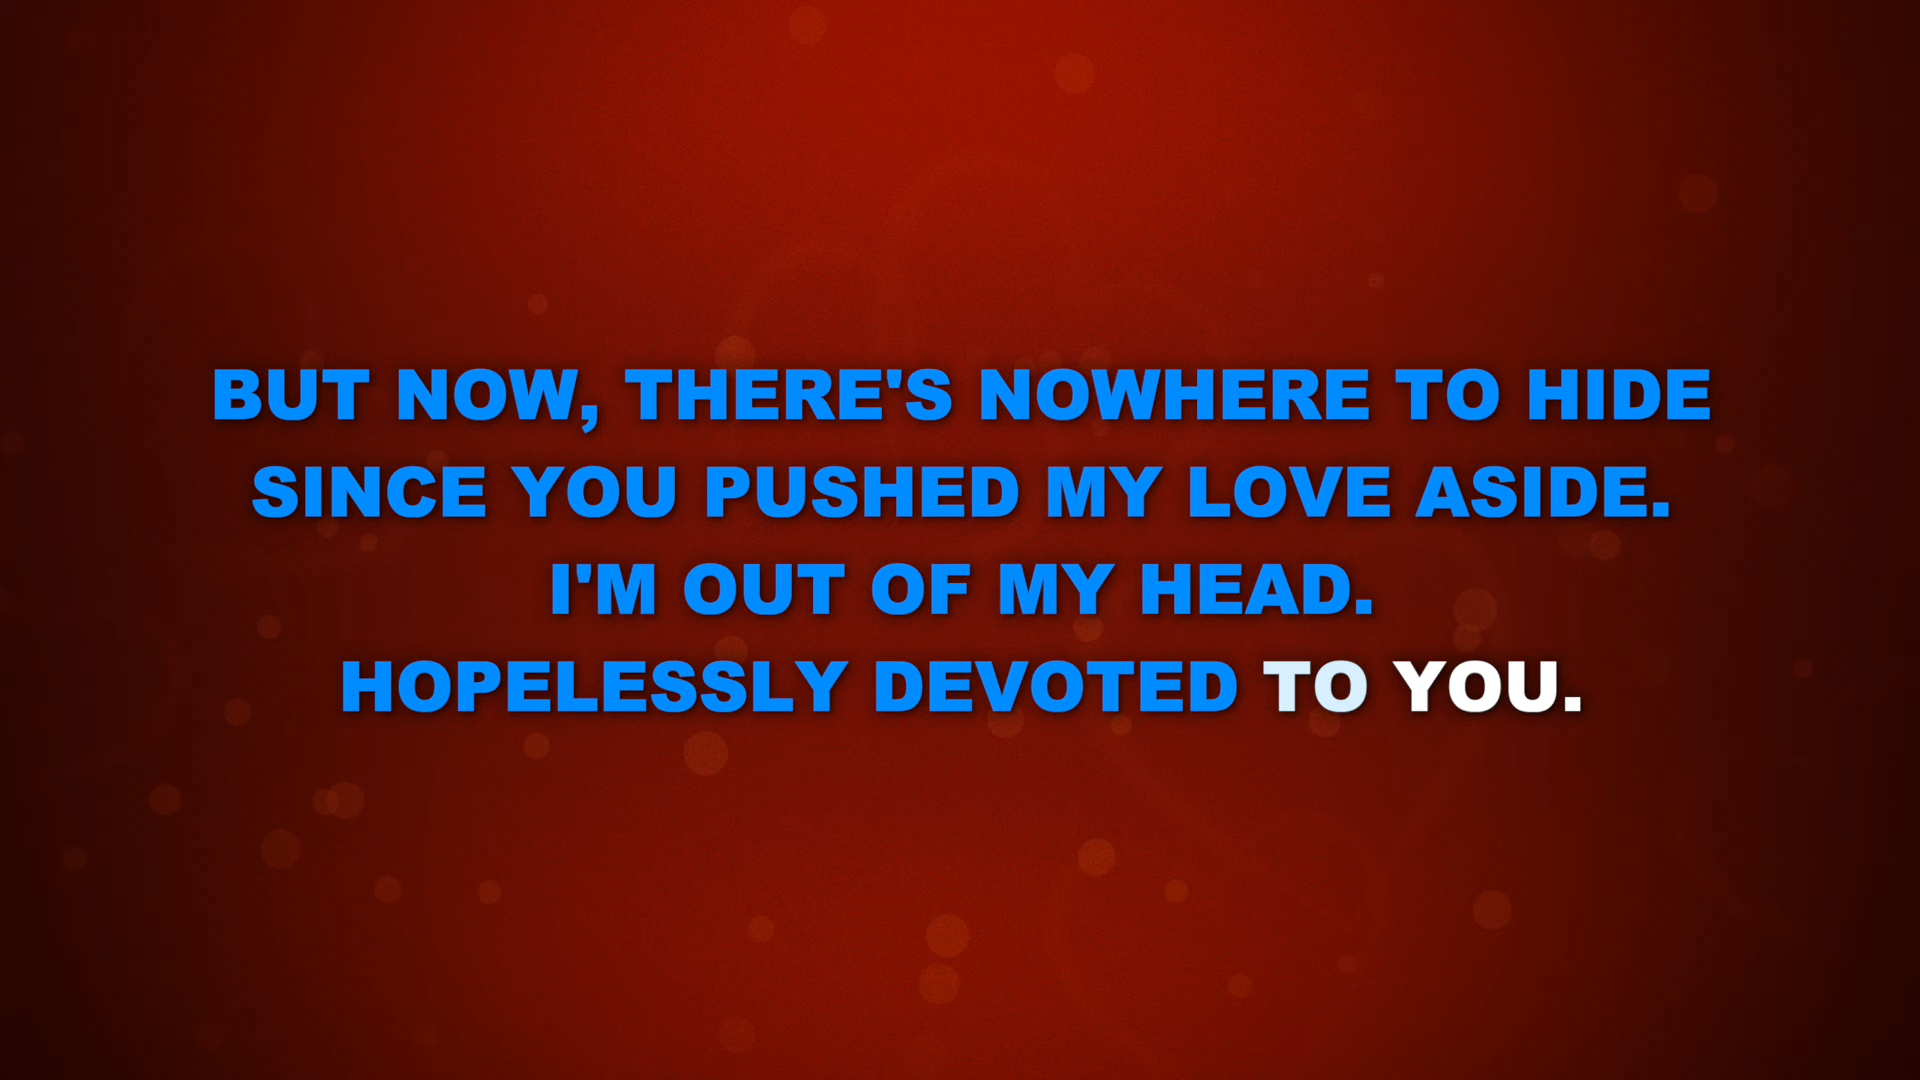 BUT NOW, THERE'S NOWHERE TO HIDE
SINCE YOU PUSHED MY LOVE ASIDE.
I'M OUT OF MY HEAD.
HOPELESSLY DEVOTED TO YOU.